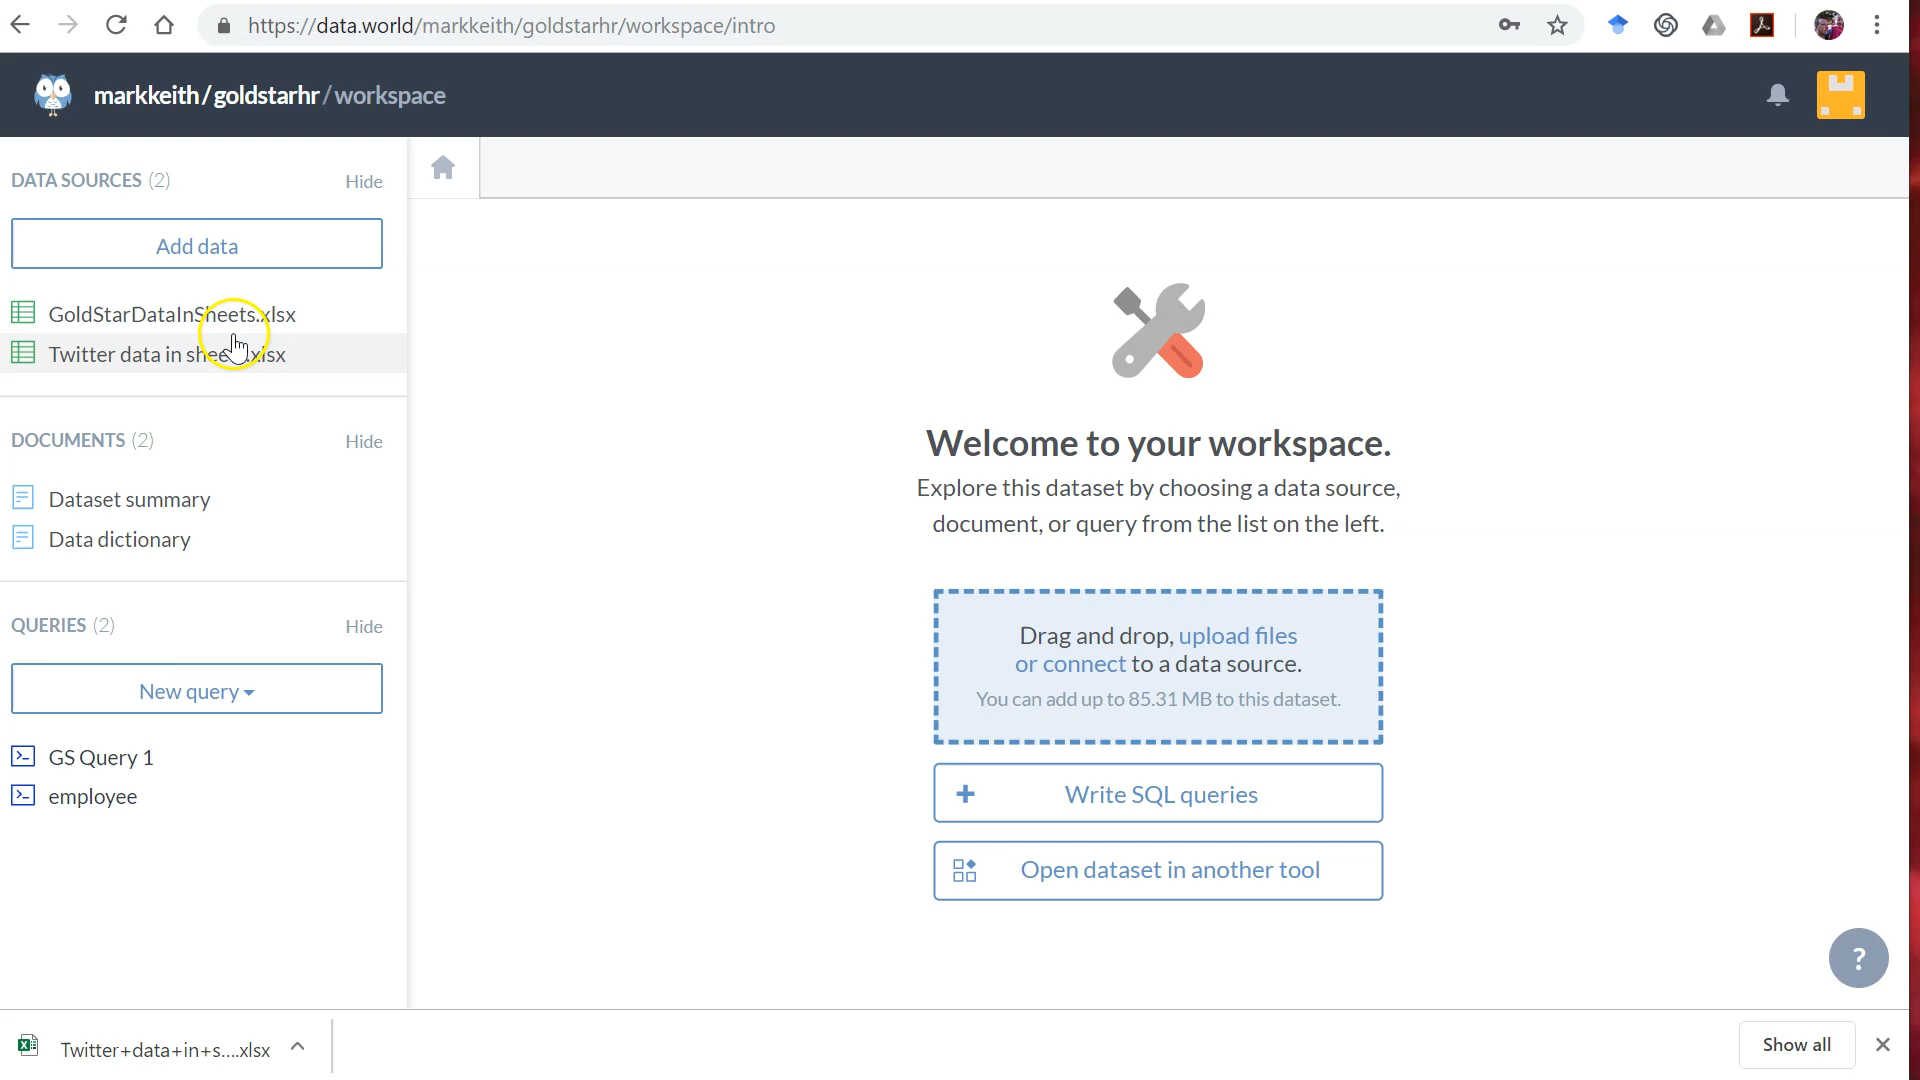 https://data.world/markkeith/goldstarhr/workspace/intro
markkeith/goldstarhr/workspace
DATA SOURCES (2)
Hide
Add data
GoldStarDataInSheets.xlsx
Twitter data in sheets.xlsx
DOCUMENTS (2)
Hide
Dataset summary
Data dictionary
QUERIES (2)
Hide
New query
GS Query 1
employee
Welcome to your workspace.
Explore this dataset by choosing a data source,
document, or query from the list on the left.
Drag and drop, upload files
or connect to a data source.
You can add up to 85.31 MB to this dataset.
+ Write SQL queries
Open dataset in another tool
?
Twitter+data+in+s....xlsx
Show all